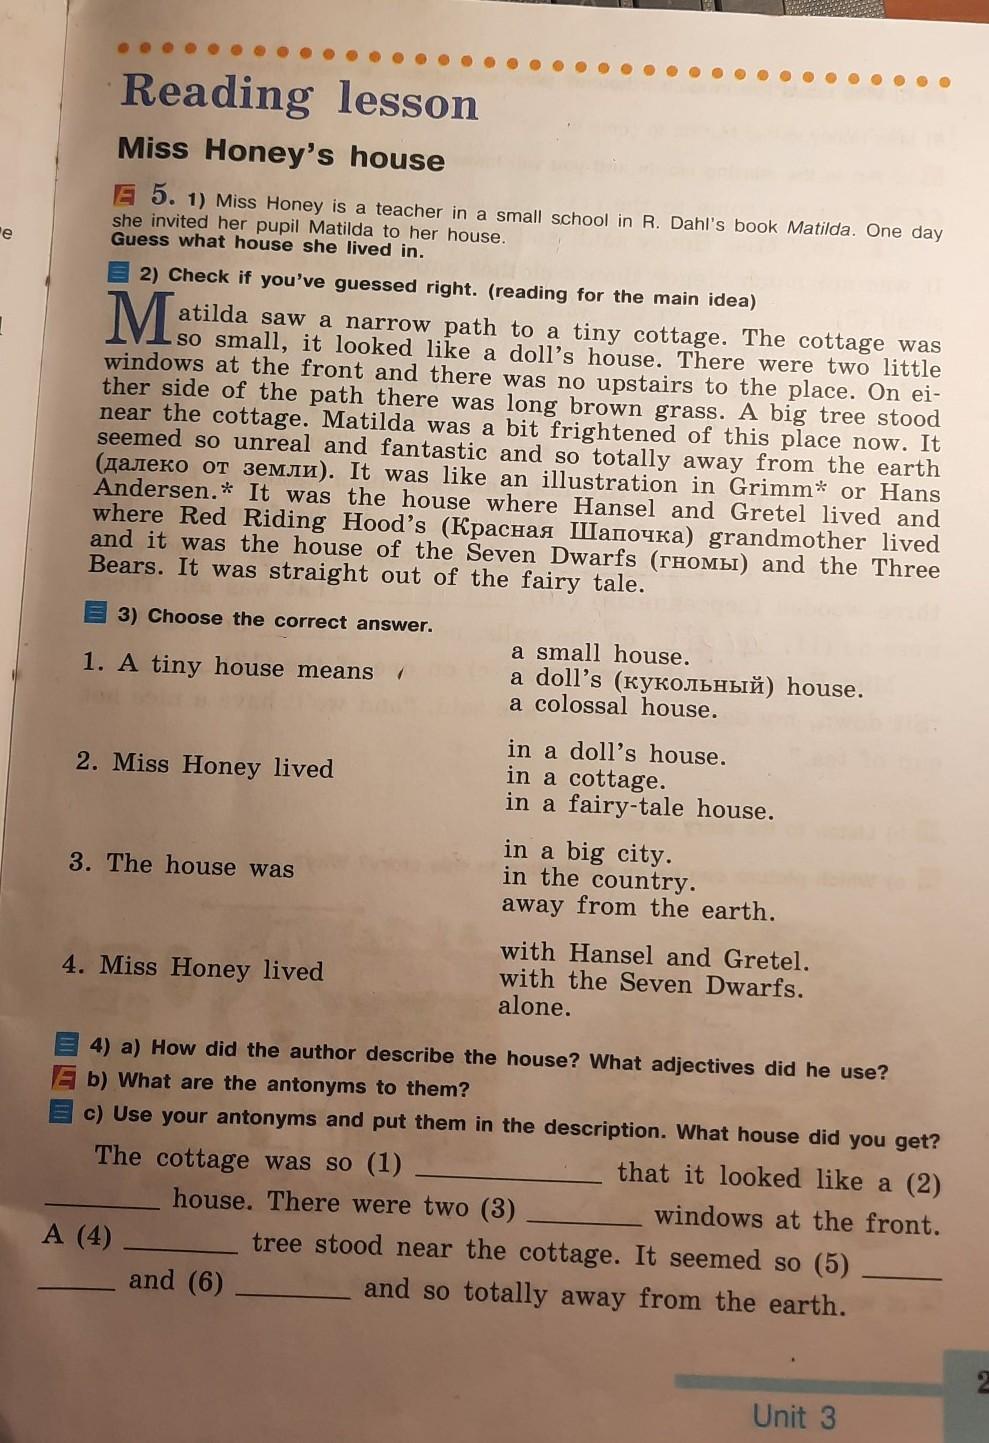 Reading lesson
Miss Honey's house
E 5. 1) Miss Honey is a teacher in a small school in R. Dahl's book Matilda. One day
she invited her pupil Matilda to her house.
Guess what house she lived in.
2) Check if you've guessed right. (reading for the main idea)
Matilda saw a narrow path to a tiny cottage. The cottage was
so small, it looked like a doll's house. There were two little
windows at the front and there was no upstairs to the place. On ei-
ther side of the path there was long brown grass. A big tree stood
near the cottage. Matilda was a bit frightened of this place now. It
seemed so unreal and fantastic and so totally away from the earth
(далеко от земли). It was like an illustration in Grimm* or Hans
Andersen.* It was the house where Hansel and Gretel lived and
where Red Riding Hood's (Красная Шапочка) grandmother lived
and it was the house of the Seven Dwarfs (гномы) and the Three
Bears. It was straight out of the fairy tale.
3) Choose the correct answer.
1. A tiny house means
a small house.
a doll's (кукольный) house.
a colossal house.
2. Miss Honey lived
in a doll's house.
in a cottage.
in a fairy-tale house.
3. The house was
in a big city.
in the country.
away from the earth.
4. Miss Honey lived
with Hansel and Gretel.
with the Seven Dwarfs.
alone.
4) a) How did the author describe the house? What adjectives did he use?
E b) What are the antonyms to them?
c) Use your antonyms and put them in the description. What house did you get?
The cottage was so (1) ____ that it looked like a (2)
____ house. There were two (3) ____ windows at the front.
A (4) ____ tree stood near the cottage. It seemed so (5) ____
____ and (6) ____ and so totally away from the earth.
Unit 3